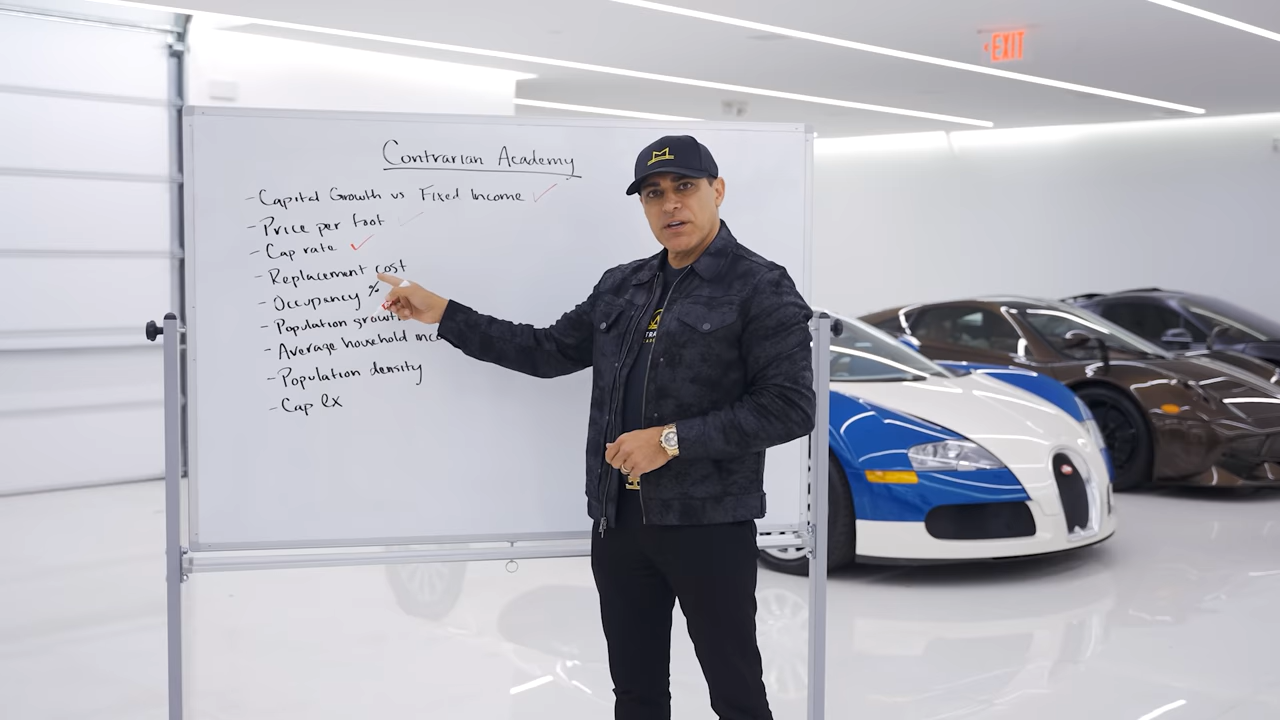 EXIT
Contrarian Academy
- Capital Growth vs Fixed Income ✓
- Price per foot ✓
- Cap rate ✓
- Replacement cost
- Occupancy %
- Population growth
- Average household inco
- Population density
- Cap Ex